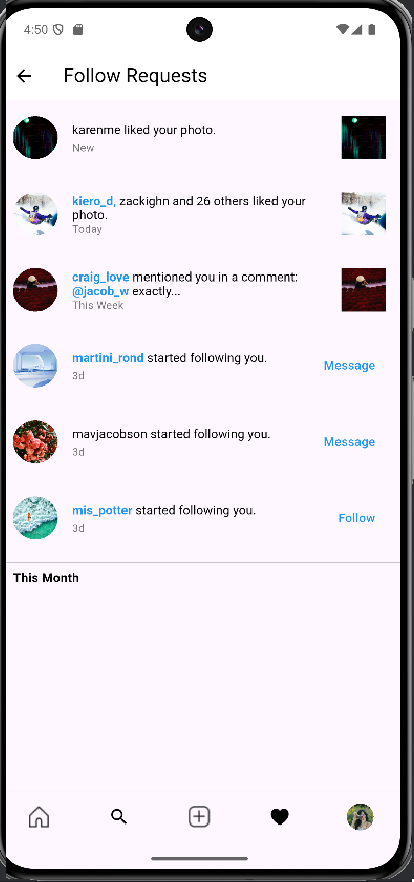 4:50
Follow Requests
karenme liked your photo.
New
kiero_d, zackighn and 26 others liked your
photo.
Today
craig_love mentioned you in a comment:
@jacob_w exactly...
This Week
martini_rond started following you.
3d
Message
mavjacobson started following you.
3d
Message
mis_potter started following you.
3d
Follow
This Month